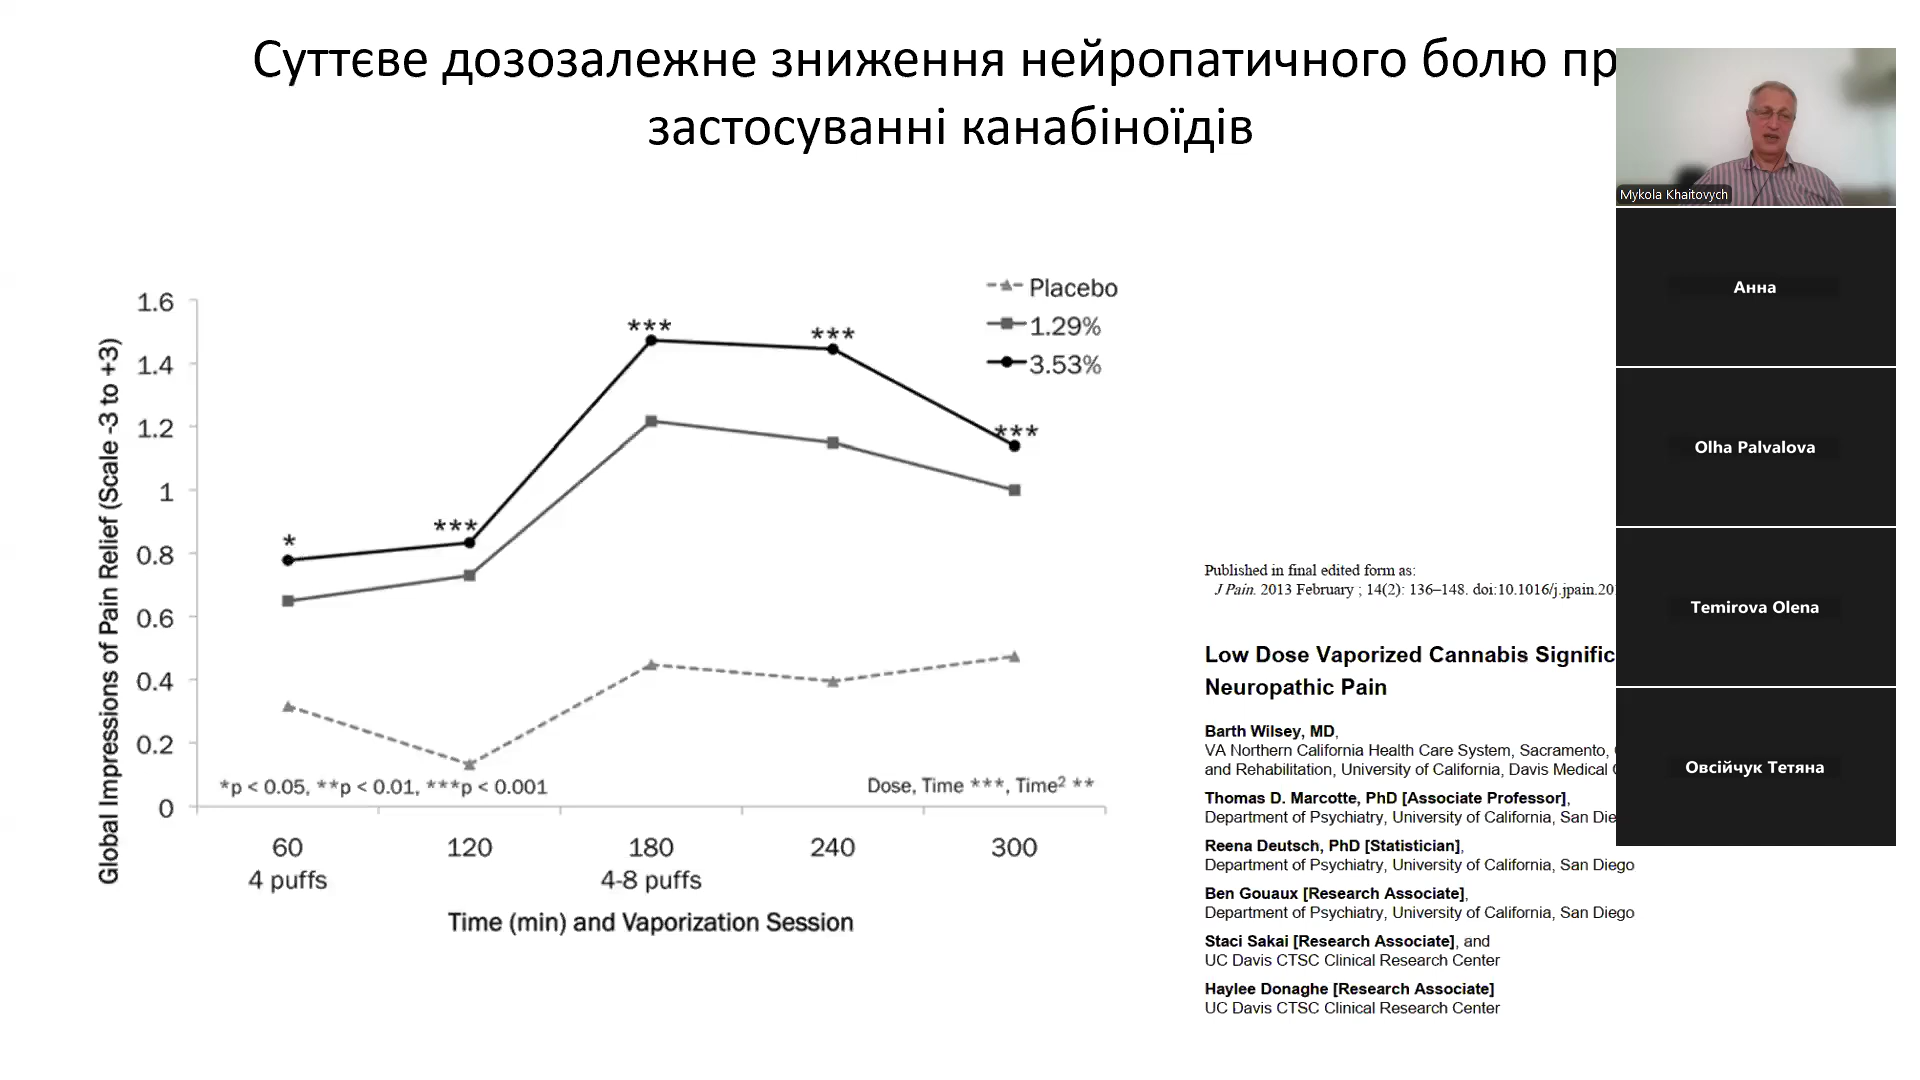 Суттєве дозозалежне зниження нейропатичного болю пр
застосуванні канабіноїдів
Mykola Khaitovych
Анна
Olha Palvalova
Temirova Olena
Овсійчук Тетяна
Placebo
1.29%
3.53%
Global Impressions of Pain Relief (Scale -3 to +3)
1.6
1.4
1.2
1
0.8
0.6
0.4
0.2
0
*
***
***
***
***
*p < 0.05, **p < 0.01, ***p < 0.001
Dose, Time ***, Time² **
60 120 180 240 300
4 puffs 4-8 puffs
Time (min) and Vaporization Session
Published in final edited form as:
J Pain. 2013 February ; 14(2): 136–148. doi:10.1016/j.jpain.20
Low Dose Vaporized Cannabis Signific
Neuropathic Pain
Barth Wilsey, MD,
VA Northern California Health Care System, Sacramento,
and Rehabilitation, University of California, Davis Medical
Thomas D. Marcotte, PhD [Associate Professor],
Department of Psychiatry, University of California, San Die
Reena Deutsch, PhD [Statistician],
Department of Psychiatry, University of California, San Diego
Ben Gouaux [Research Associate],
Department of Psychiatry, University of California, San Diego
Staci Sakai [Research Associate], and
UC Davis CTSC Clinical Research Center
Haylee Donaghe [Research Associate]
UC Davis CTSC Clinical Research Center